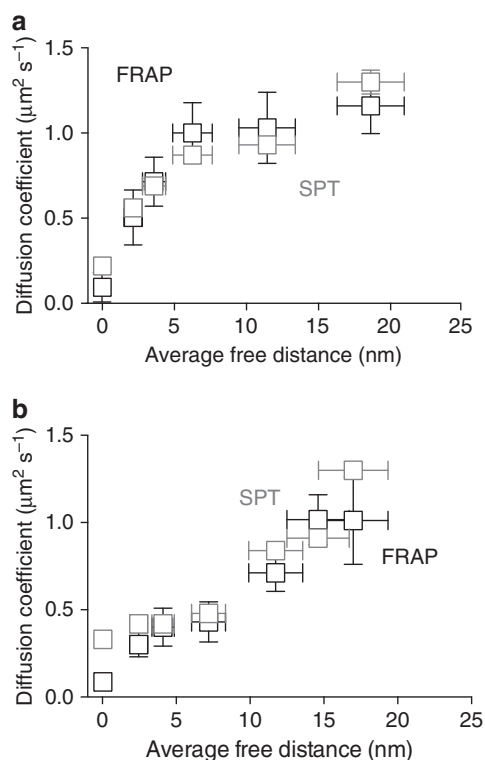 a
1.5
1.0
0.5
0.0
Diffusion coefficient (μm² s⁻¹)
FRAP
SPT
0 5 10 15 20 25
Average free distance (nm)
b
1.5
1.0
0.5
0.0
Diffusion coefficient (μm² s⁻¹)
SPT
FRAP
0 5 10 15 20 25
Average free distance (nm)